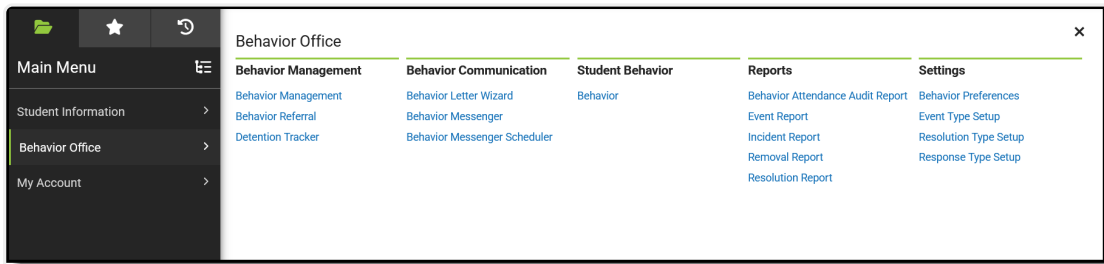 Main Menu
Student Information
Behavior Office
My Account
Behavior Office
Behavior Management
Behavior Management
Behavior Referral
Detention Tracker
Behavior Communication
Behavior Letter Wizard
Behavior Messenger
Behavior Messenger Scheduler
Student Behavior
Behavior
Reports
Behavior Attendance Audit Report
Event Report
Incident Report
Removal Report
Resolution Report
Settings
Behavior Preferences
Event Type Setup
Resolution Type Setup
Response Type Setup